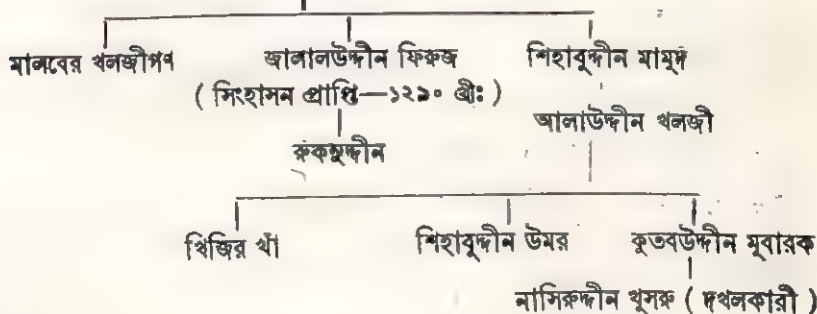 মালবের খলজীগণ জালালউদ্দীন ফিরুজ শিহাবুদ্দীন মামুদ
( সিংহাসন প্রাপ্তি—১২৯০ খ্রীঃ )
আলাউদ্দীন খলজী
রুকনুদ্দীন
খিজির খাঁ শিহাবুদ্দীন উমর কুতবউদ্দীন মুবারক
নাসিরুদ্দীন খুসরু ( দখলকারী )